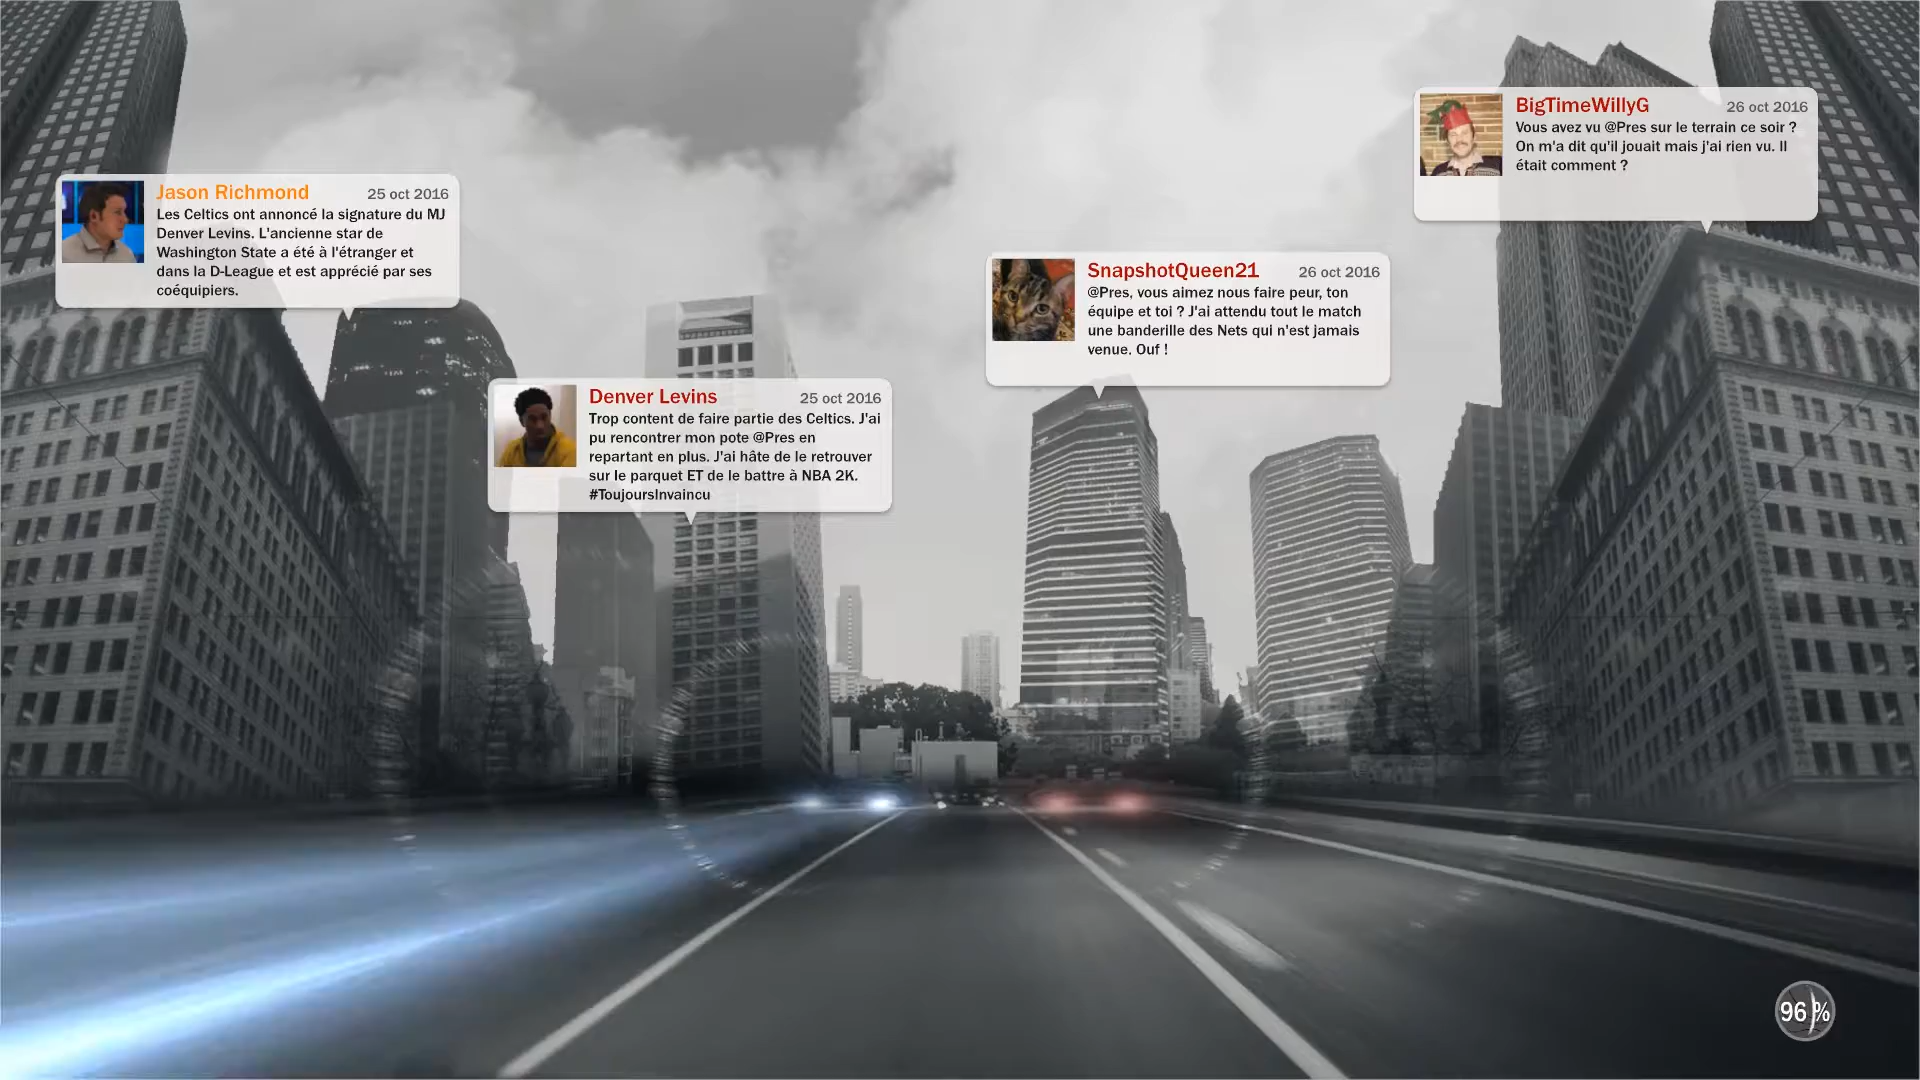 Jason Richmond 25 oct 2016
Les Celtics ont annoncé la signature du MJ
Denver Levins. L'ancienne star de
Washington State a été à l'étranger et
dans la D-League et est apprécié par ses
coéquipiers.
Denver Levins 25 oct 2016
Trop content de faire partie des Celtics. J'ai
pu rencontrer mon pote @Pres en
repartant en plus. J'ai hâte de le retrouver
sur le parquet ET de le battre à NBA 2K.
#ToujoursInvaincu
SnapshotQueen21 26 oct 2016
@Pres, vous aimez nous faire peur, ton
équipe et toi ? J'ai attendu tout le match
une banderille des Nets qui n'est jamais
venue. Ouf !
BigTimeWillyG 26 oct 2016
Vous avez vu @Pres sur le terrain ce soir ?
On m'a dit qu'il jouait mais j'ai rien vu. Il
était comment ?
96 %